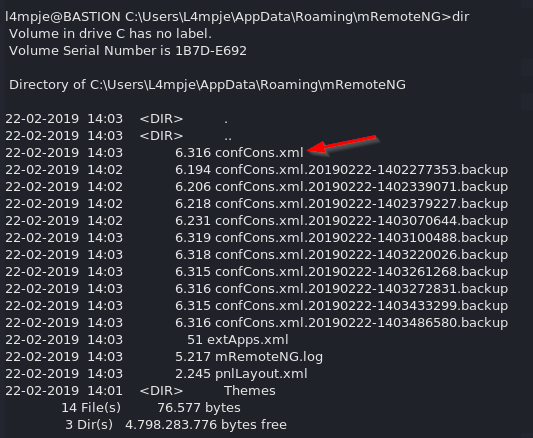 l4mpje@BASTION C:\Users\L4mpje\AppData\Roaming\mRemoteNG>dir
Volume in drive C has no label.
Volume Serial Number is 1B7D-E692
Directory of C:\Users\L4mpje\AppData\Roaming\mRemoteNG
22-02-2019 14:03 <DIR> .
22-02-2019 14:03 <DIR> ..
22-02-2019 14:03 6.316 confCons.xml
22-02-2019 14:02 6.194 confCons.xml.20190222-1402277353.backup
22-02-2019 14:02 6.206 confCons.xml.20190222-1402339071.backup
22-02-2019 14:02 6.218 confCons.xml.20190222-1402379227.backup
22-02-2019 14:02 6.231 confCons.xml.20190222-1403070644.backup
22-02-2019 14:03 6.319 confCons.xml.20190222-1403100488.backup
22-02-2019 14:03 6.318 confCons.xml.20190222-1403220026.backup
22-02-2019 14:03 6.315 confCons.xml.20190222-1403261268.backup
22-02-2019 14:03 6.316 confCons.xml.20190222-1403272831.backup
22-02-2019 14:03 6.315 confCons.xml.20190222-1403433299.backup
22-02-2019 14:03 6.316 confCons.xml.20190222-1403486580.backup
22-02-2019 14:03 51 extApps.xml
22-02-2019 14:03 5.217 mRemoteNG.log
22-02-2019 14:03 2.245 pnlLayout.xml
22-02-2019 14:01 <DIR> Themes
14 File(s) 76.577 bytes
3 Dir(s) 4.798.283.776 bytes free